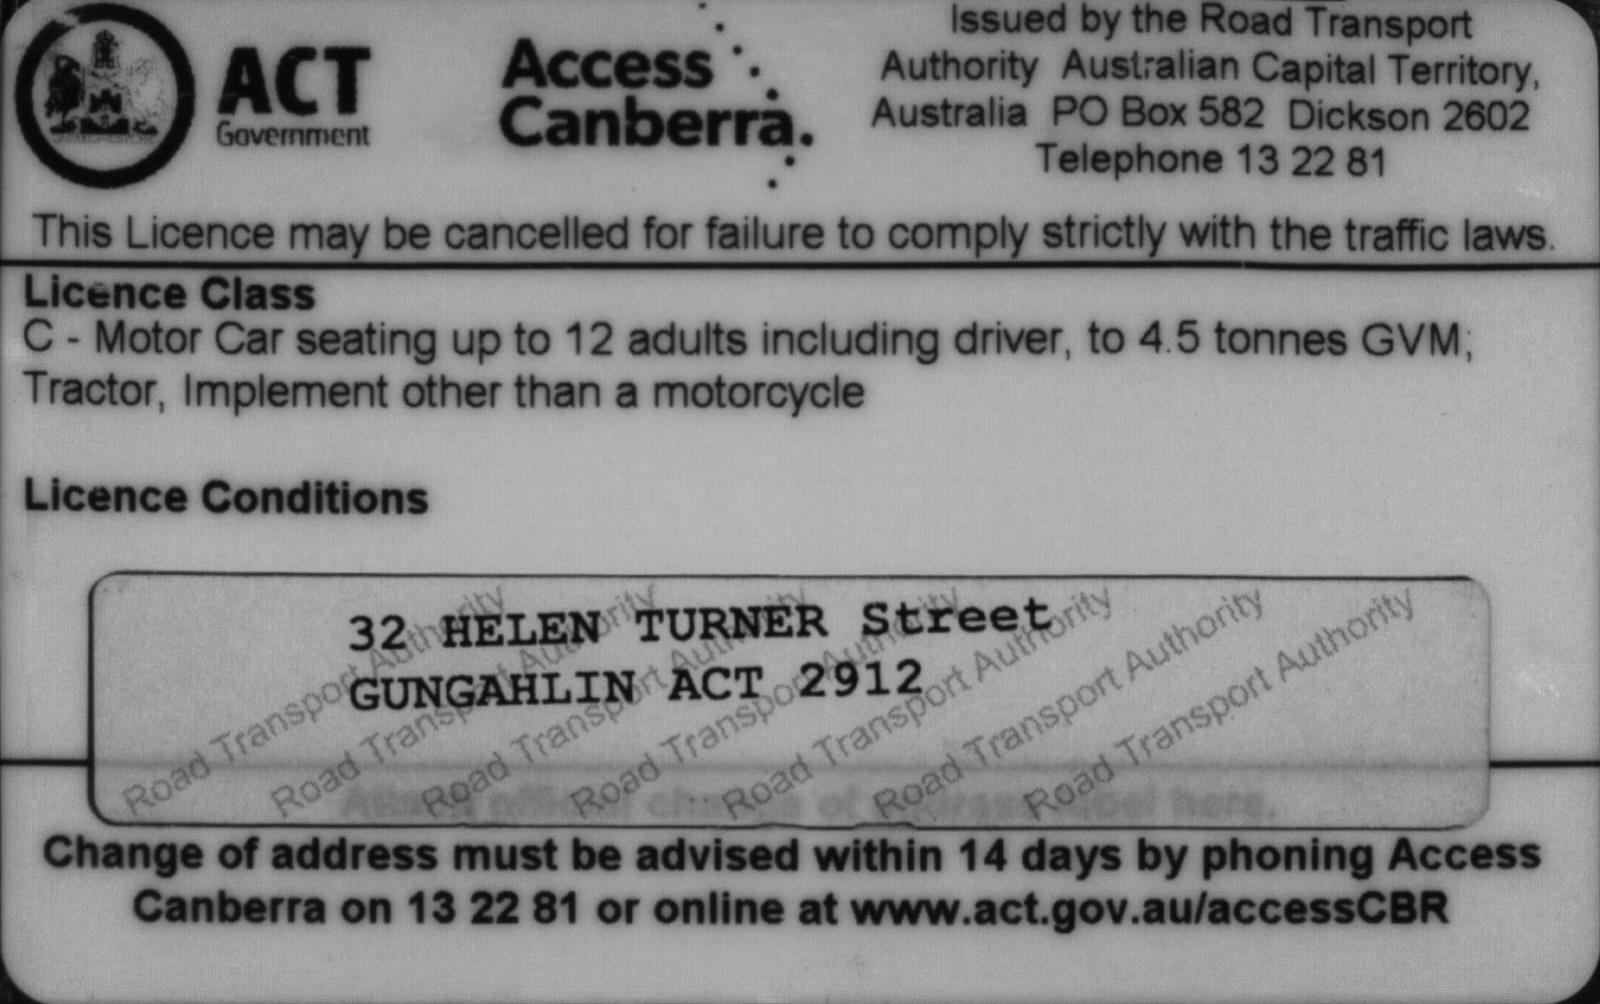 ACT
Government
Access
Canberra.
Issued by the Road Transport
Authority Australian Capital Territory,
Australia PO Box 582 Dickson 2602
Telephone 13 22 81
This Licence may be cancelled for failure to comply strictly with the traffic laws.
Licence Class
C - Motor Car seating up to 12 adults including driver, to 4.5 tonnes GVM;
Tractor, Implement other than a motorcycle
Licence Conditions
32 HELEN TURNER Street
GUNGAHLIN ACT 2912
Road Transport Authority
Road Transport Authority
Road Transport Authority
Road Transport Authority
Road Transport Authority
Road Transport Authority
Road Transport Authority
change of here.
Change of address must be advised within 14 days by phoning Access
Canberra on 13 22 81 or online at www.act.gov.au/accessCBR